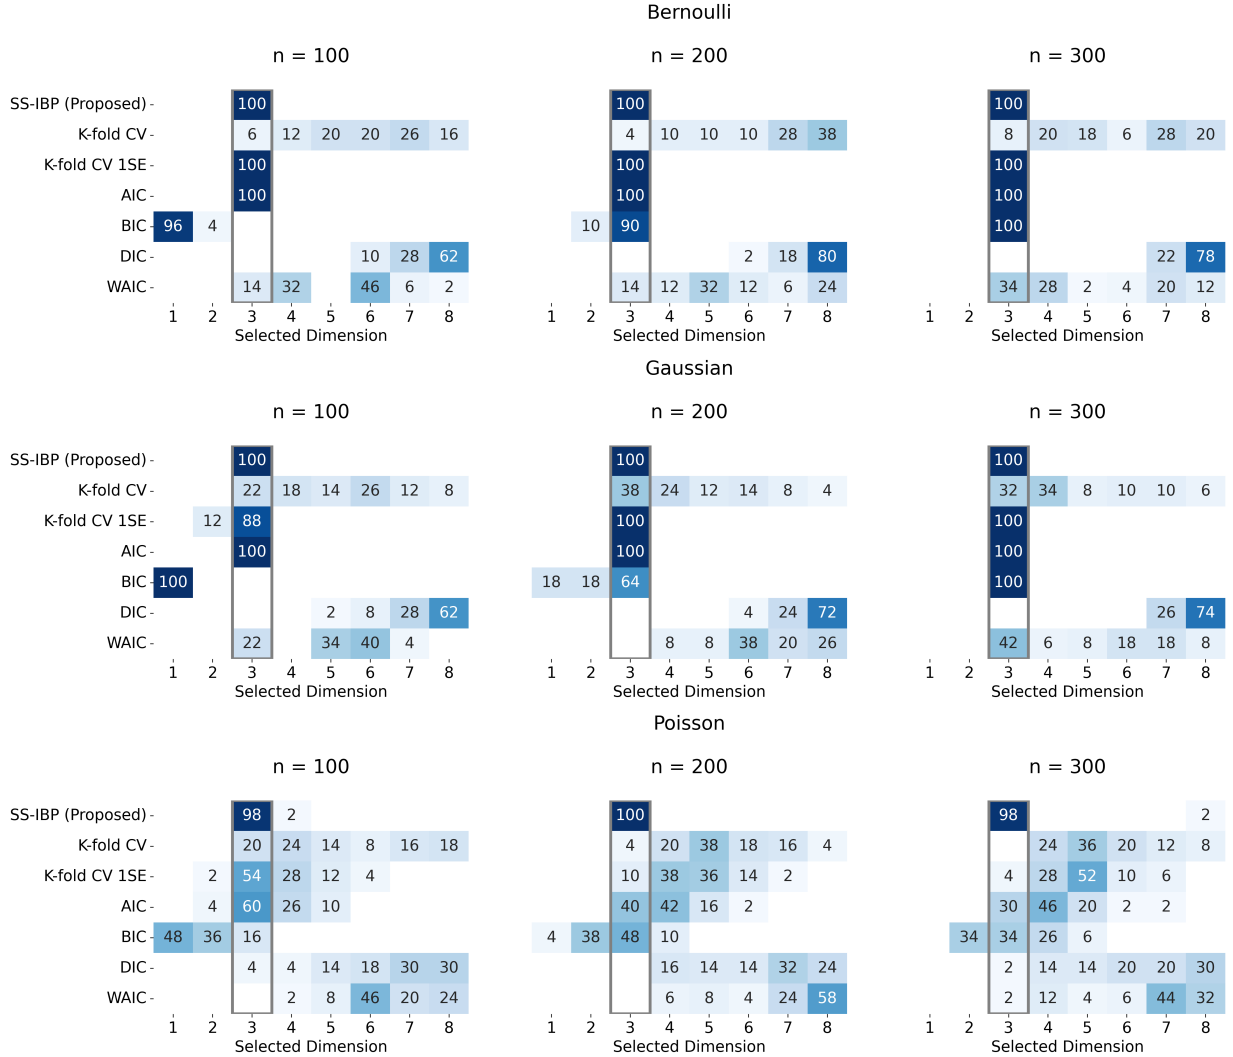 Bernoulli
n = 100 n = 200 n = 300
SS-IBP (Proposed) 100 100 100
K-fold CV 6 12 20 20 26 16 4 10 10 10 28 38 8 20 18 6 28 20
K-fold CV 1SE 100 100 100
AIC 100 100 100
BIC 96 4 10 90 100
DIC 10 28 62 2 18 80 22 78
WAIC 14 32 46 6 2 14 12 32 12 6 24 34 28 2 4 20 12
1 2 3 4 5 6 7 8 1 2 3 4 5 6 7 8 1 2 3 4 5 6 7 8
Selected Dimension Selected Dimension Selected Dimension
Gaussian
n = 100 n = 200 n = 300
SS-IBP (Proposed) 100 100 100
K-fold CV 22 18 14 26 12 8 38 24 12 14 8 4 32 34 8 10 10 6
K-fold CV 1SE 12 88 100 100
AIC 100 100 100
BIC 100 18 18 64 100
DIC 2 8 28 62 4 24 72 26 74
WAIC 22 34 40 4 8 8 38 20 26 42 6 8 18 18 8
1 2 3 4 5 6 7 8 1 2 3 4 5 6 7 8 1 2 3 4 5 6 7 8
Selected Dimension Selected Dimension Selected Dimension
Poisson
n = 100 n = 200 n = 300
SS-IBP (Proposed) 98 2 100 98 2
K-fold CV 20 24 14 8 16 18 4 20 38 18 16 4 24 36 20 12 8
K-fold CV 1SE 2 54 28 12 4 10 38 36 14 2 4 28 52 10 6
AIC 4 60 26 10 40 42 16 2 30 46 20 2 2
BIC 48 36 16 4 38 48 10 34 34 26 6
DIC 4 4 14 18 30 30 16 14 14 32 24 2 14 14 20 20 30
WAIC 2 8 46 20 24 6 8 4 24 58 2 12 4 6 44 32
1 2 3 4 5 6 7 8 1 2 3 4 5 6 7 8 1 2 3 4 5 6 7 8
Selected Dimension Selected Dimension Selected Dimension